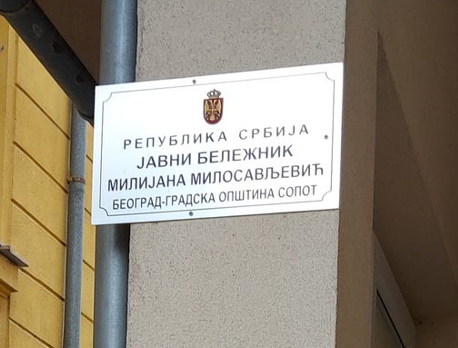 РЕПУБЛИКА СРБИЈА
ЈАВНИ БЕЛЕЖНИК
МИЛИЈАНА МИЛОСАВЉЕВИЋ
БЕОГРАД-ГРАДСКА ОПШТИНА СОПОТ